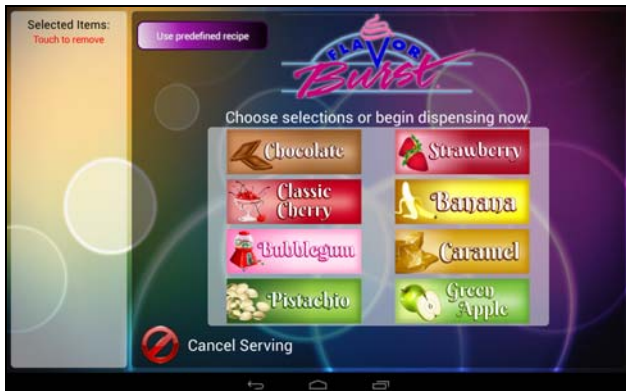 Selected Items:
Touch to remove
Use predefined recipe
FLAVOR
Burst
Choose selections or begin dispensing now.
Chocolate
Strawberry
Classic
Cherry
Banana
Bubblegum
Caramel
Pistachio
Green
Apple
Cancel Serving